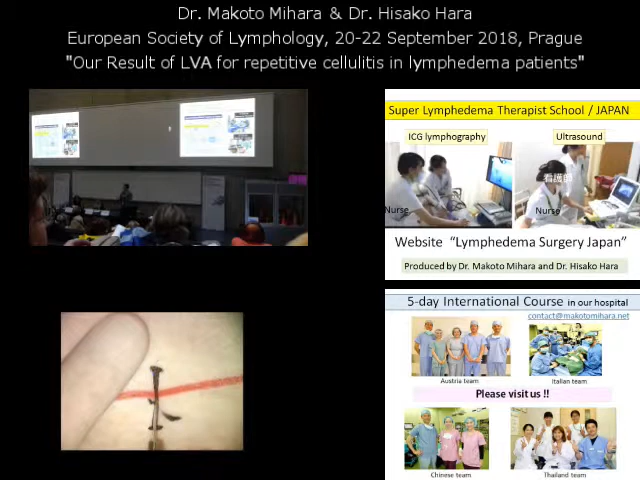 Dr. Makoto Mihara & Dr. Hisako Hara
European Society of Lymphology, 20-22 September 2018, Prague
"Our Result of LVA for repetitive cellulitis in lymphedema patients"
Super Lymphedema Therapist School / JAPAN
ICG lymphography
Ultrasound
看護師
Nurse
Nurse
Website "Lymphedema Surgery Japan"
Produced by Dr. Makoto Mihara and Dr. Hisako Hara
5-day International Course in our hospital
contact@makotomihara.net
Austria team
Italian team
Please visit us !!
Chinese team
Thailand team